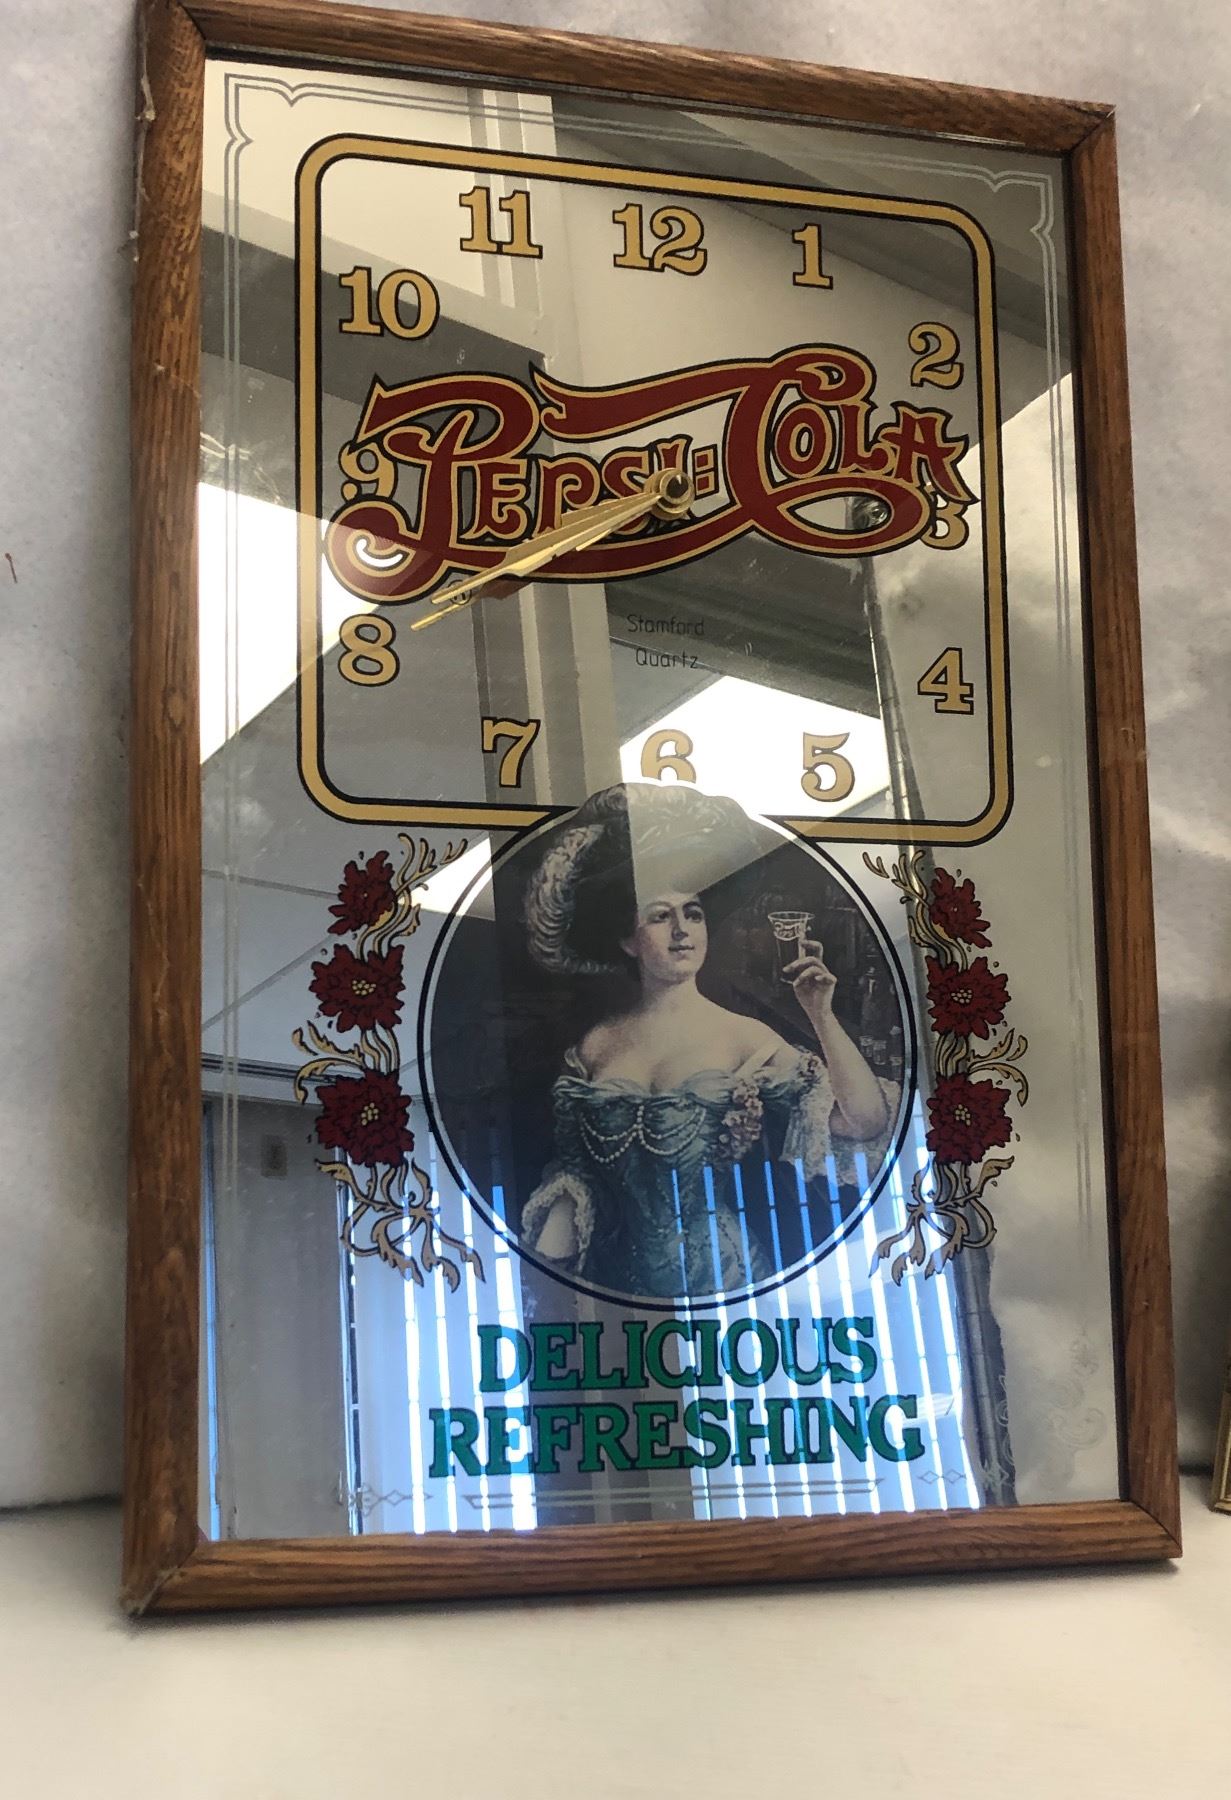 11 12 1
10 2
PEPSI:COLA
9 3
®
Stamford
Quartz
8 4
7 6 5
DELICIOUS
REFRESHING